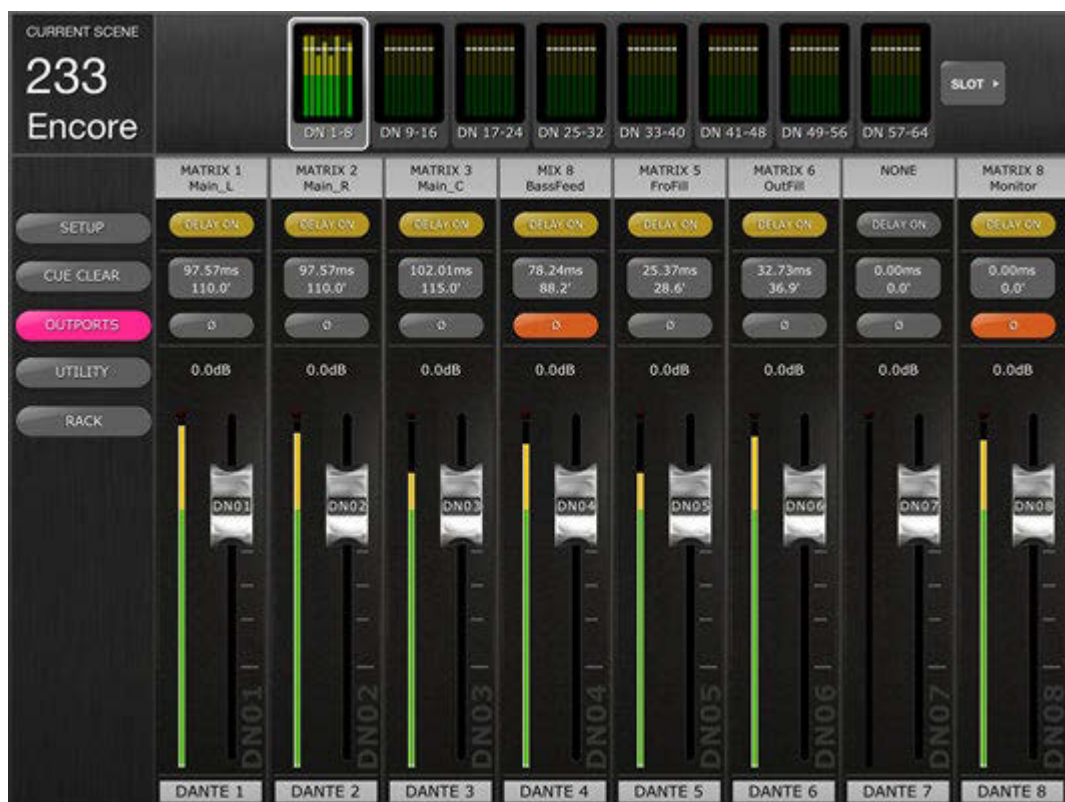 CURRENT SCENE
233
Encore
DN 1-8 DN 9-16 DN 17-24 DN 25-32 DN 33-40 DN 41-48 DN 49-56 DN 57-64
SLOT
MATRIX 1 MATRIX 2 MATRIX 3 MIX 8 MATRIX 5 MATRIX 6 NONE MATRIX 8
Main_L Main_R Main_C BassFeed FroFill OutFill Monitor
SETUP DELAY ON DELAY ON DELAY ON DELAY ON DELAY ON DELAY ON DELAY ON DELAY ON
CUE CLEAR
97.57ms 97.57ms 102.01ms 78.24ms 25.37ms 32.73ms 0.00ms 0.00ms
110.0' 110.0' 115.0' 88.2' 28.6' 36.9' 0.0' 0.0'
OUTPORTS Ø Ø Ø Ø Ø Ø Ø Ø
UTILITY 0.0dB 0.0dB 0.0dB 0.0dB 0.0dB 0.0dB 0.0dB 0.0dB
RACK
DN01 DN02 DN03 DN04 DN05 DN06 DN07 DN08
DN01 DN02 DN03 DN04 DN05 DN06 DN07 DN08
DANTE 1 DANTE 2 DANTE 3 DANTE 4 DANTE 5 DANTE 6 DANTE 7 DANTE 8